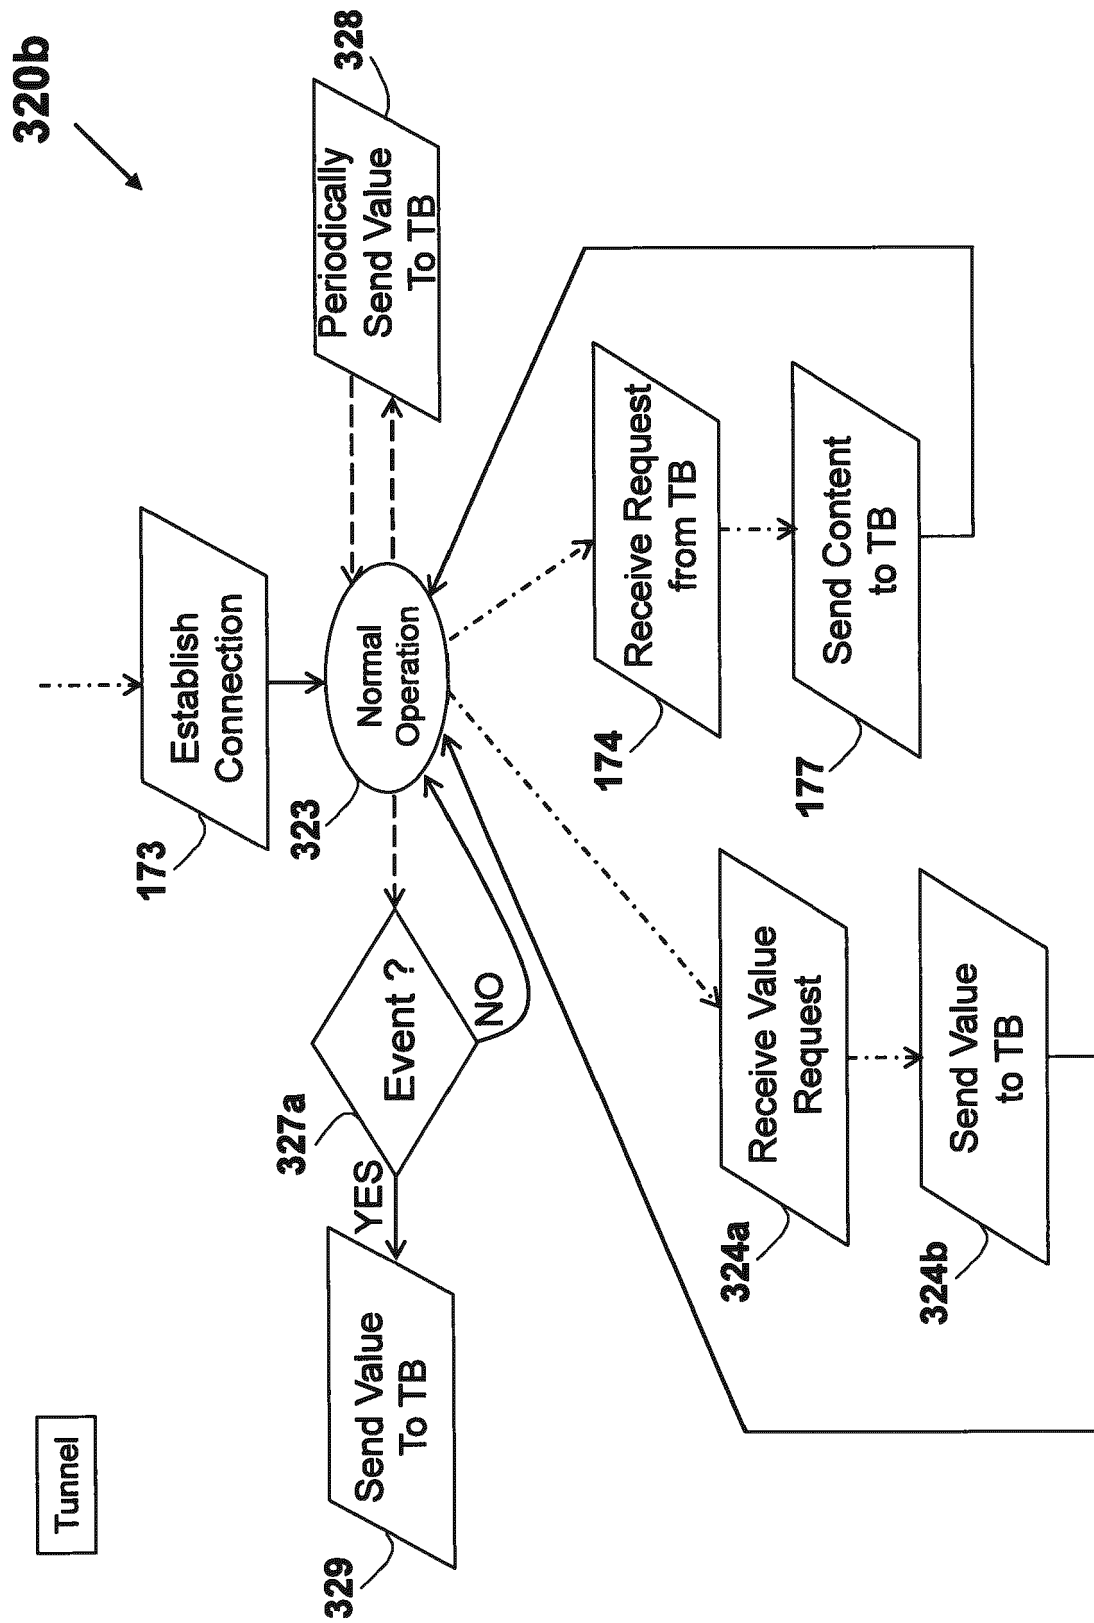 Tunnel
320b
Establish
Connection
173
Normal
Operation
323
Periodically
Send Value
To TB
328
Event ?
327a
YES
NO
Send Value
To TB
329
Receive Request
from TB
174
Send Content
to TB
177
Receive Value
Request
324a
Send Value
to TB
324b